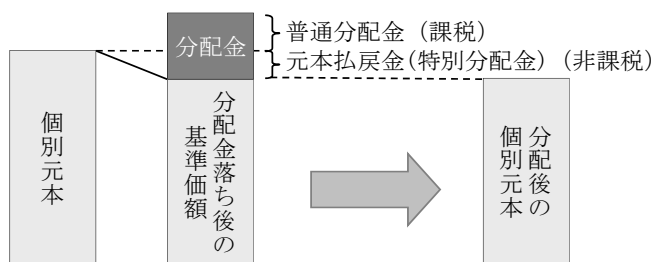 普通分配金（課税）
分配金
元本払戻金(特別分配金)（非課税）
個別元本
分配金落ち後の
基準価額
分配後の
個別元本